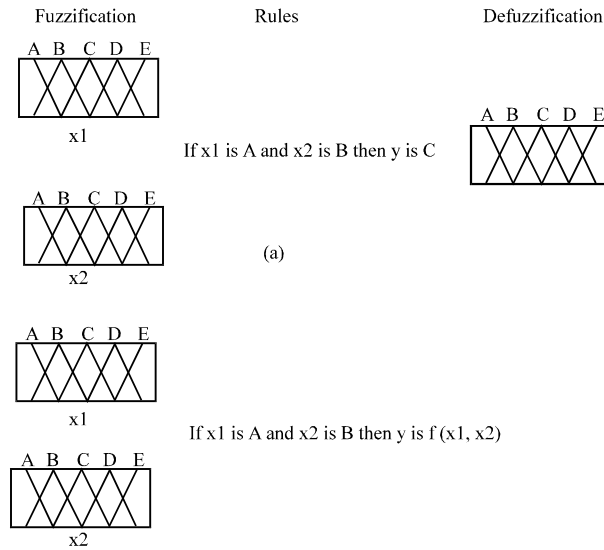 Fuzzification Rules Defuzzification
A B C D E
x1
If x1 is A and x2 is B then y is C
A B C D E
A B C D E
x2
(a)
A B C D E
x1
If x1 is A and x2 is B then y is f (x1, x2)
A B C D E
x2